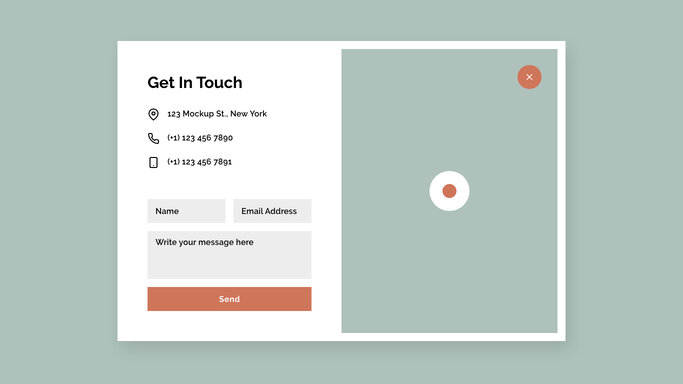 Get In Touch
123 Mockup St., New York
(+1) 123 456 7890
(+1) 123 456 7891
Name
Email Address
Write your message here
Send